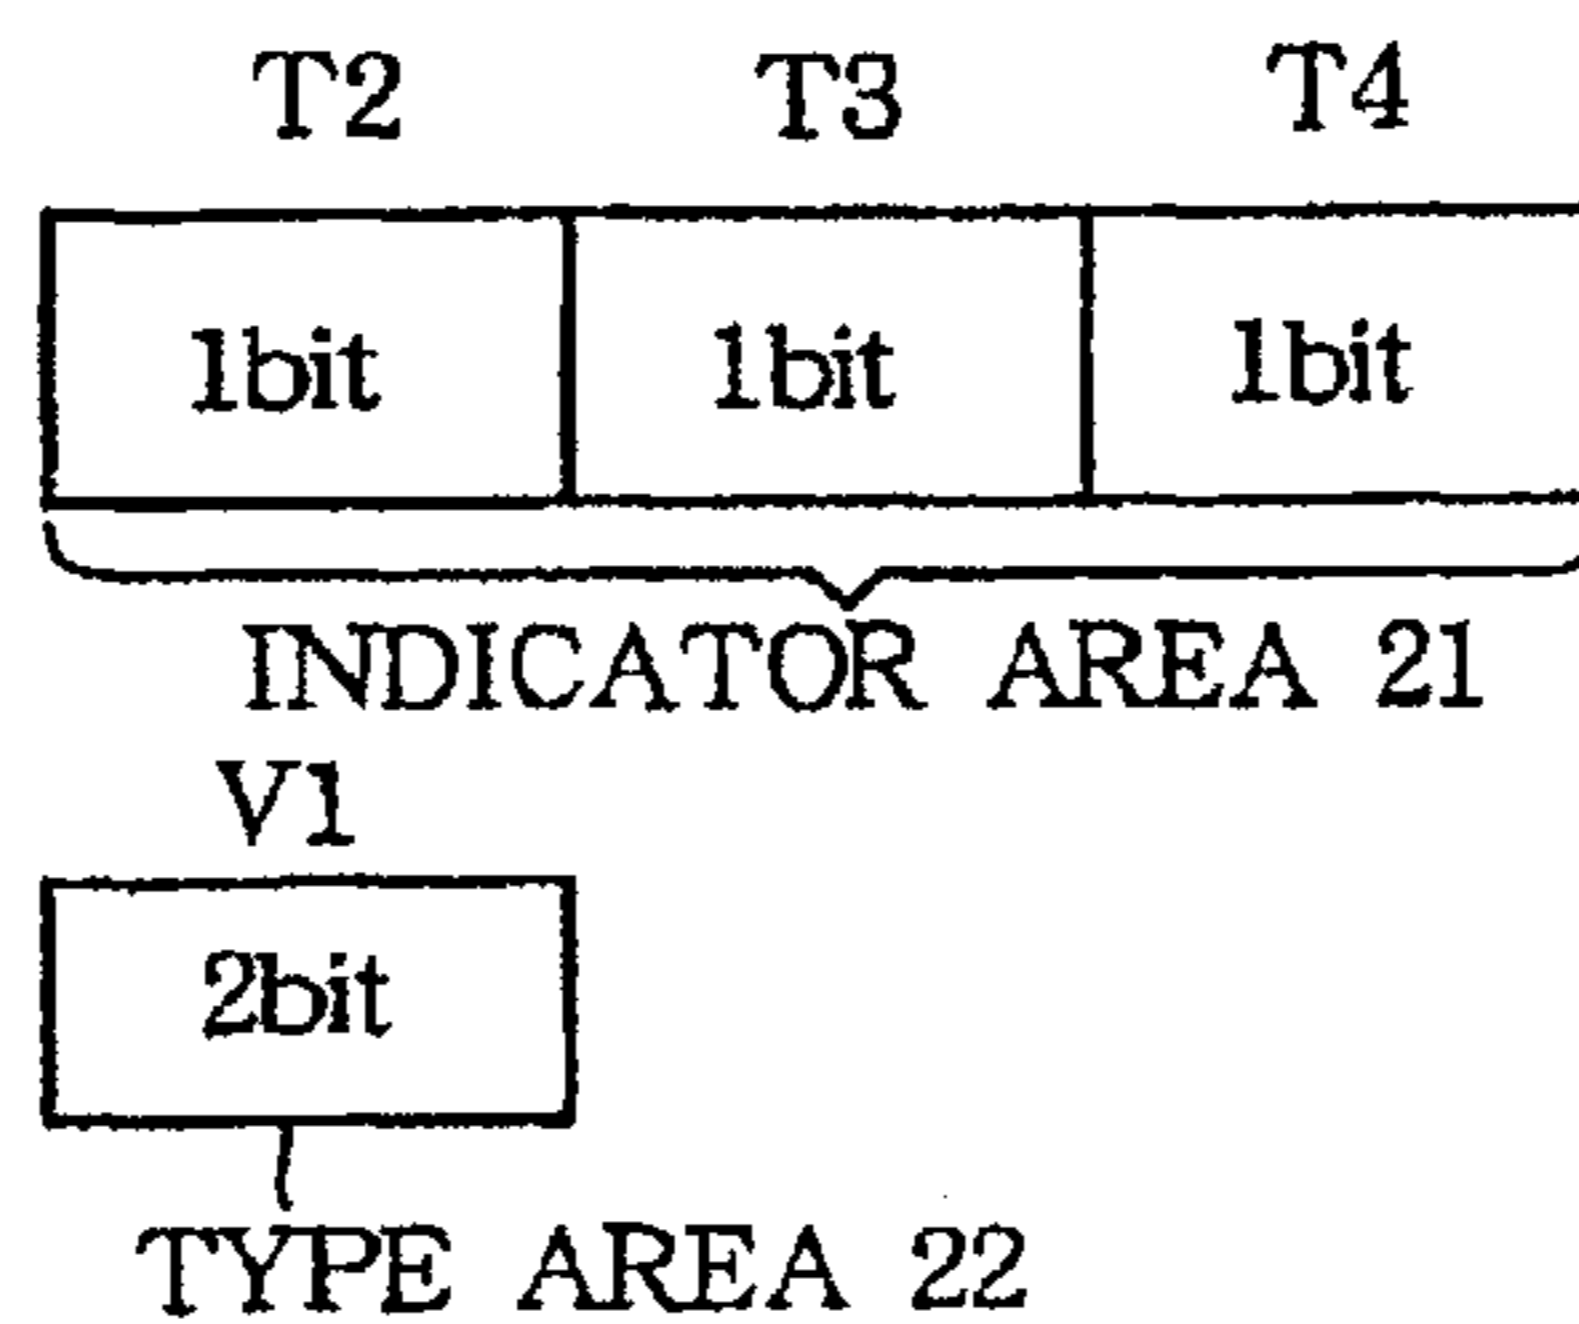 T2 T3 T4
1bit 1bit 1bit
INDICATOR AREA 21
V1
2bit
TYPE AREA 22